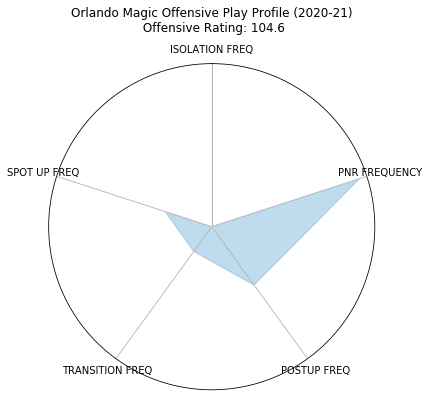 Orlando Magic Offensive Play Profile (2020-21)
Offensive Rating: 104.6
ISOLATION FREQ
SPOT UP FREQ
PNR FREQUENCY
TRANSITION FREQ
POSTUP FREQ